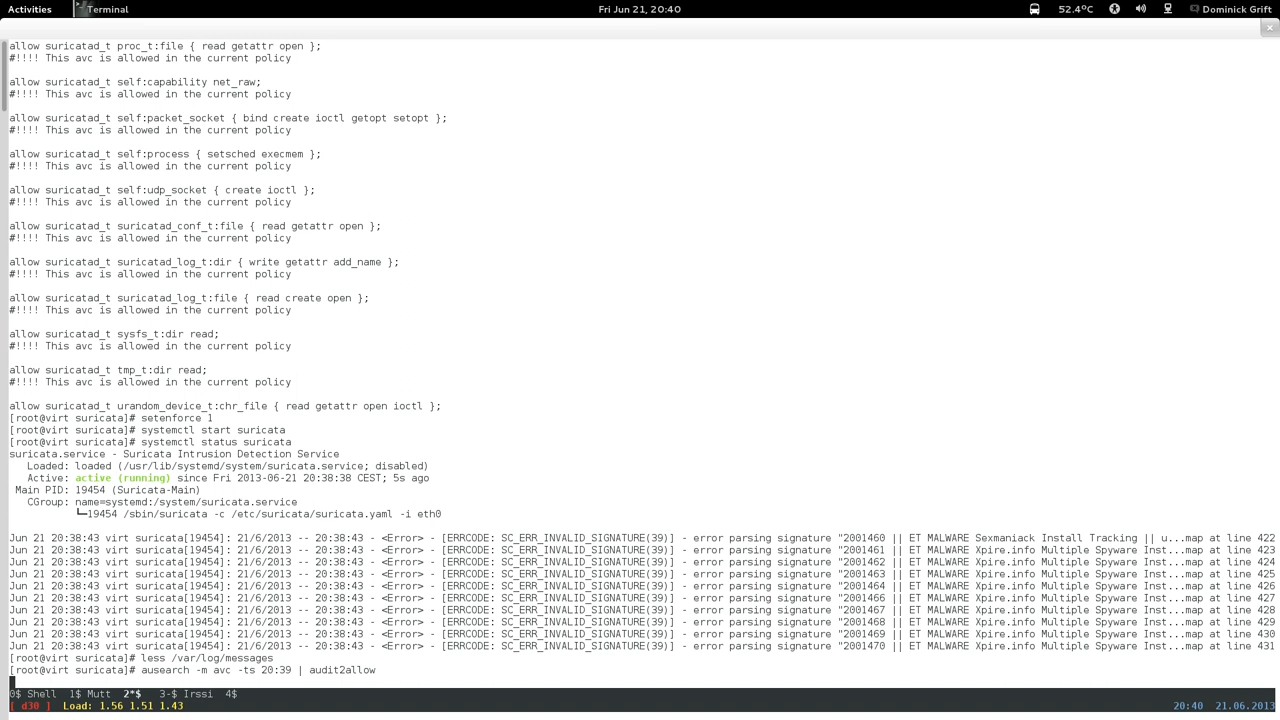 Activities
Terminal
Fri Jun 21, 20:40
52.4°C
Dominick Grift
allow suricatad_t proc_t:file { read getattr open };
#!!!! This avc is allowed in the current policy
allow suricatad_t self:capability net_raw;
#!!!! This avc is allowed in the current policy
allow suricatad_t self:packet_socket { bind create ioctl getopt setopt };
#!!!! This avc is allowed in the current policy
allow suricatad_t self:process { setsched execmem };
#!!!! This avc is allowed in the current policy
allow suricatad_t self:udp_socket { create ioctl };
#!!!! This avc is allowed in the current policy
allow suricatad_t suricatad_conf_t:file { read getattr open };
#!!!! This avc is allowed in the current policy
allow suricatad_t suricatad_log_t:dir { write getattr add_name };
#!!!! This avc is allowed in the current policy
allow suricatad_t suricatad_log_t:file { read create open };
#!!!! This avc is allowed in the current policy
allow suricatad_t sysfs_t:dir read;
#!!!! This avc is allowed in the current policy
allow suricatad_t tmp_t:dir read;
#!!!! This avc is allowed in the current policy
allow suricatad_t urandom_device_t:chr_file { read getattr open ioctl };
[root@virt suricata]# setenforce 1
[root@virt suricata]# systemctl start suricata
[root@virt suricata]# systemctl status suricata
suricata.service - Suricata Intrusion Detection Service
Loaded: loaded (/usr/lib/systemd/system/suricata.service; disabled)
Active: active (running) since Fri 2013-06-21 20:38:38 CEST; 5s ago
Main PID: 19454 (Suricata-Main)
CGroup: name=systemd:/system/suricata.service
└─19454 /sbin/suricata -c /etc/suricata/suricata.yaml -i eth0
Jun 21 20:38:43 virt suricata[19454]: 21/6/2013 -- 20:38:43 - <Error> - [ERRCODE: SC_ERR_INVALID_SIGNATURE(39)] - error parsing signature "2001460 || ET MALWARE Sexmaniack Install Tracking || u...map at line 422
Jun 21 20:38:43 virt suricata[19454]: 21/6/2013 -- 20:38:43 - <Error> - [ERRCODE: SC_ERR_INVALID_SIGNATURE(39)] - error parsing signature "2001461 || ET MALWARE Xpire.info Multiple Spyware Inst...map at line 423
Jun 21 20:38:43 virt suricata[19454]: 21/6/2013 -- 20:38:43 - <Error> - [ERRCODE: SC_ERR_INVALID_SIGNATURE(39)] - error parsing signature "2001462 || ET MALWARE Xpire.info Multiple Spyware Inst...map at line 424
Jun 21 20:38:43 virt suricata[19454]: 21/6/2013 -- 20:38:43 - <Error> - [ERRCODE: SC_ERR_INVALID_SIGNATURE(39)] - error parsing signature "2001463 || ET MALWARE Xpire.info Multiple Spyware Inst...map at line 425
Jun 21 20:38:43 virt suricata[19454]: 21/6/2013 -- 20:38:43 - <Error> - [ERRCODE: SC_ERR_INVALID_SIGNATURE(39)] - error parsing signature "2001464 || ET MALWARE Xpire.info Multiple Spyware Inst...map at line 426
Jun 21 20:38:43 virt suricata[19454]: 21/6/2013 -- 20:38:43 - <Error> - [ERRCODE: SC_ERR_INVALID_SIGNATURE(39)] - error parsing signature "2001466 || ET MALWARE Xpire.info Multiple Spyware Inst...map at line 427
Jun 21 20:38:43 virt suricata[19454]: 21/6/2013 -- 20:38:43 - <Error> - [ERRCODE: SC_ERR_INVALID_SIGNATURE(39)] - error parsing signature "2001467 || ET MALWARE Xpire.info Multiple Spyware Inst...map at line 428
Jun 21 20:38:43 virt suricata[19454]: 21/6/2013 -- 20:38:43 - <Error> - [ERRCODE: SC_ERR_INVALID_SIGNATURE(39)] - error parsing signature "2001468 || ET MALWARE Xpire.info Multiple Spyware Inst...map at line 429
Jun 21 20:38:43 virt suricata[19454]: 21/6/2013 -- 20:38:43 - <Error> - [ERRCODE: SC_ERR_INVALID_SIGNATURE(39)] - error parsing signature "2001469 || ET MALWARE Xpire.info Multiple Spyware Inst...map at line 430
Jun 21 20:38:43 virt suricata[19454]: 21/6/2013 -- 20:38:43 - <Error> - [ERRCODE: SC_ERR_INVALID_SIGNATURE(39)] - error parsing signature "2001470 || ET MALWARE Xpire.info Multiple Spyware Inst...map at line 431
[root@virt suricata]# less /var/log/messages
[root@virt suricata]# ausearch -m avc -ts 20:39 | audit2allow
0$ Shell 1$ Mutt 2*$ 3-$ Irssi 4$
[ d30 ] Load: 1.56 1.51 1.43 20:40 21.06.2013